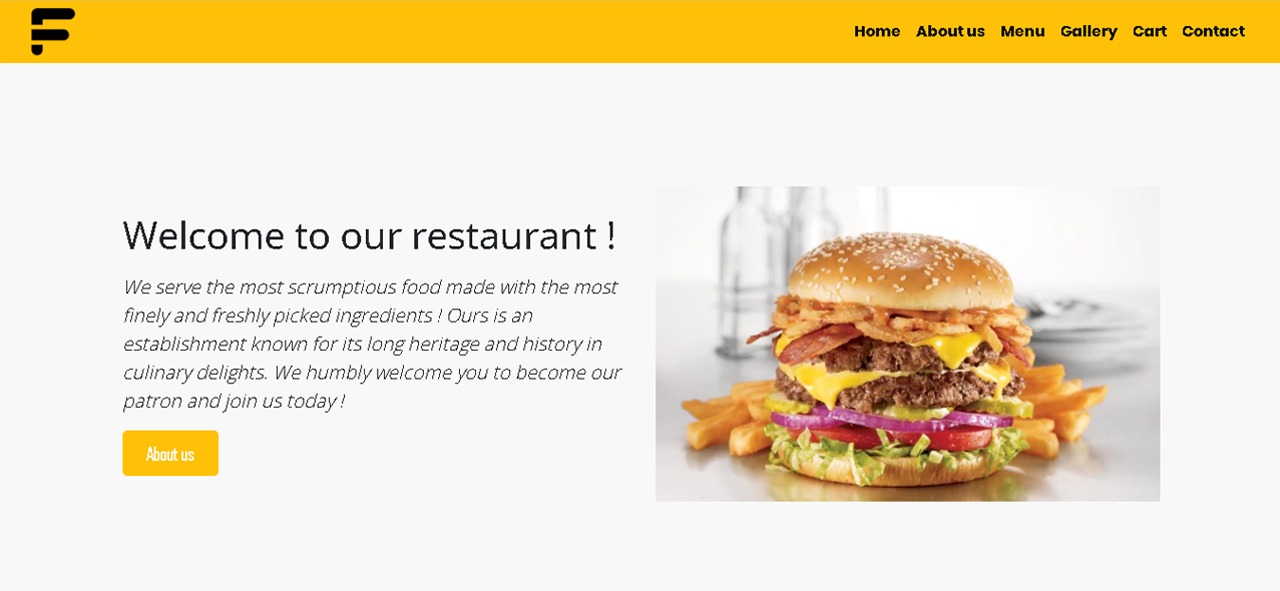 F
Home About us Menu Gallery Cart Contact
Welcome to our restaurant !
We serve the most scrumptious food made with the most
finely and freshly picked ingredients ! Ours is an
establishment known for its long heritage and history in
culinary delights. We humbly welcome you to become our
patron and join us today !
About us